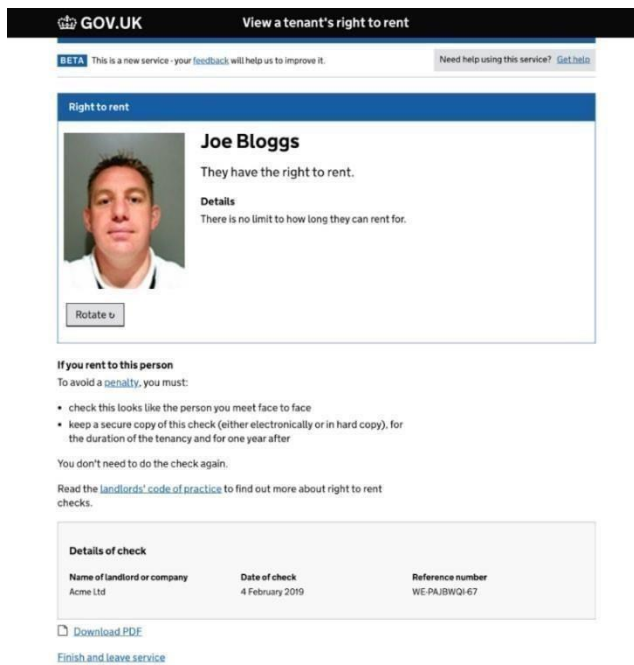 GOV.UK View a tenant's right to rent
BETA This is a new service - your feedback will help us to improve it. Need help using this service? Get help
Right to rent
Joe Bloggs
They have the right to rent.
Details
There is no limit to how long they can rent for.
Rotate ↻
If you rent to this person
To avoid a penalty, you must:
• check this looks like the person you meet face to face
• keep a secure copy of this check (either electronically or in hard copy), for
the duration of the tenancy and for one year after
You don't need to do the check again.
Read the landlords' code of practice to find out more about right to rent
checks.
Details of check
Name of landlord or company Date of check Reference number
Acme Ltd 4 February 2019 WE-PAJBWQI-67
Download PDF
Finish and leave service